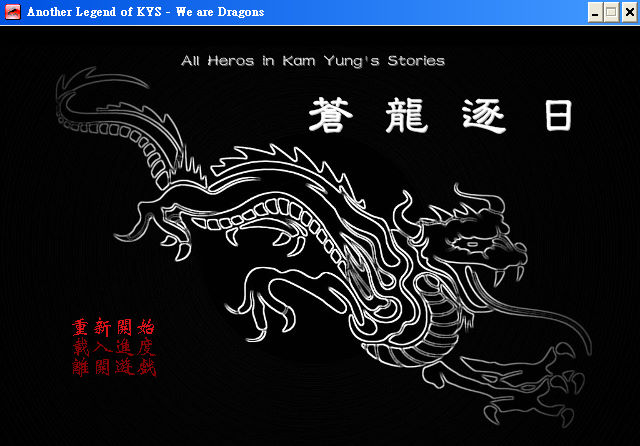 Another Legend of KYS - We are Dragons
All Heros in Kam Yung's Stories
蒼龍逐日
重新開始
載入進度
離開遊戲